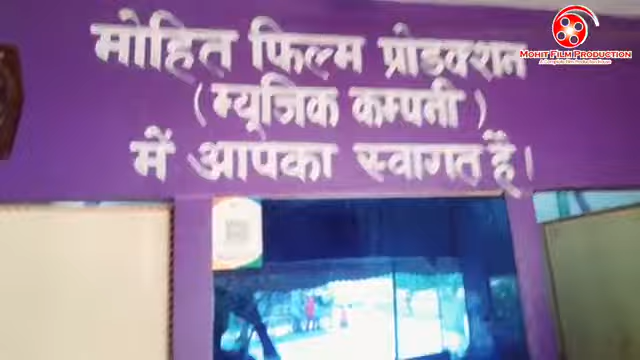 मोहित फिल्म प्रोडक्शन
(म्युजिक कम्पनी)
में आपका स्वागत है।
MOHIT FILM PRODUCTION